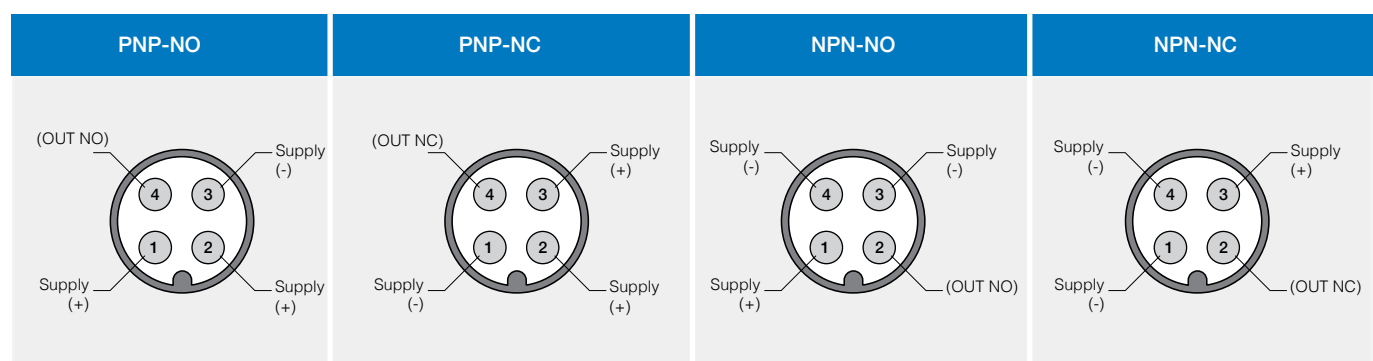 PNP-NO
PNP-NC
NPN-NO
NPN-NC
(OUT NO)
Supply
(-)
4
3
1
2
Supply
(+)
Supply
(+)
(OUT NC)
Supply
(+)
4
3
1
2
Supply
(-)
Supply
(+)
Supply
(-)
Supply
(-)
4
3
1
2
Supply
(+)
(OUT NO)
Supply
(-)
Supply
(+)
4
3
1
2
Supply
(-)
(OUT NC)